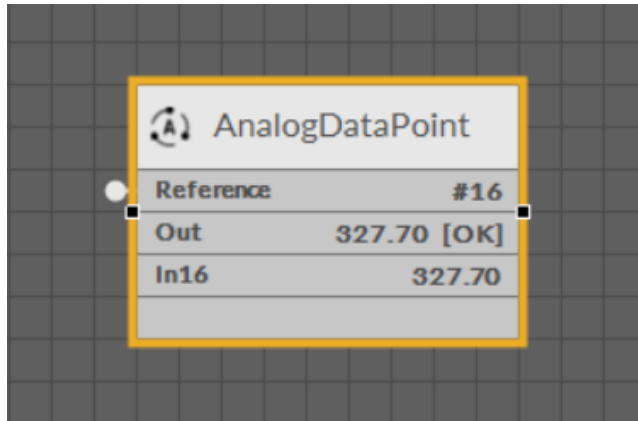 AnalogDataPoint
Reference #16
Out 327.70 [OK]
In16 327.70